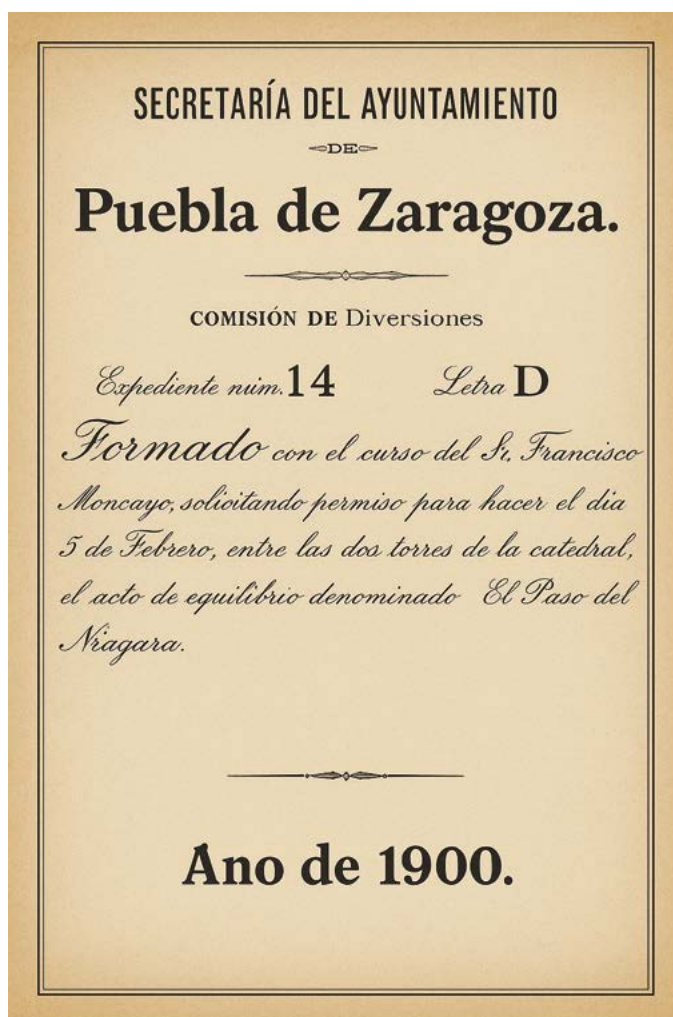 SECRETARÍA DEL AYUNTAMIENTO
DE
Puebla de Zaragoza.
COMISIÓN DE Diversiones
Expediente núm. 14 Letra D
Formado con el curso del Sr. Francisco
Moncayo, solicitando permiso para hacer el dia
5 de Febrero, entre las dos torres de la catedral,
el acto de equilibrio denominado El Paso del
Niagara.
Ano de 1900.